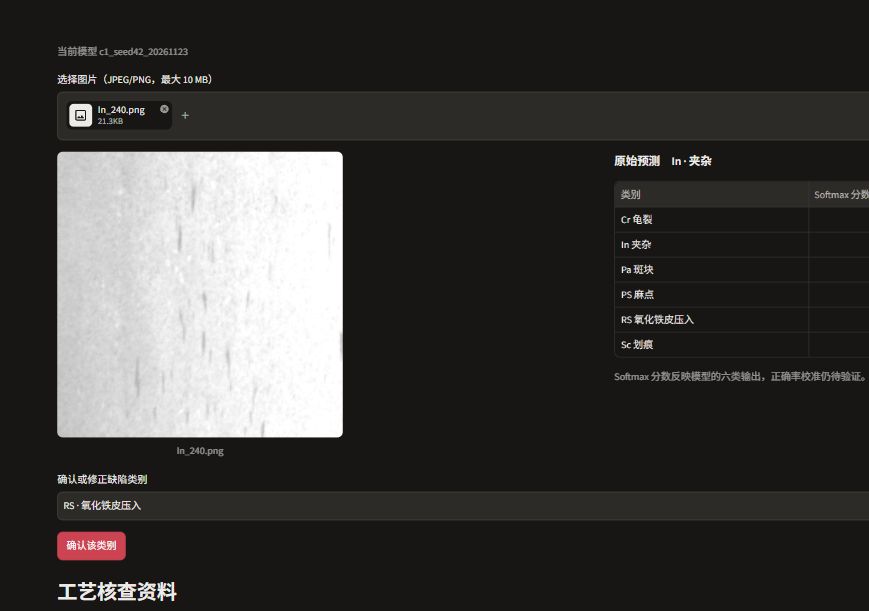 当前模型 c1_seed42_20261123
选择图片（JPEG/PNG，最大 10 MB）
In_240.png
21.3KB
原始预测 In · 夹杂
类别 Softmax 分数
Cr 龟裂
In 夹杂
Pa 斑块
PS 麻点
RS 氧化铁皮压入
Sc 划痕
Softmax 分数反映模型的六类输出，正确率校准仍待验证。
In_240.png
确认或修正缺陷类别
RS · 氧化铁皮压入
确认该类别
工艺核查资料